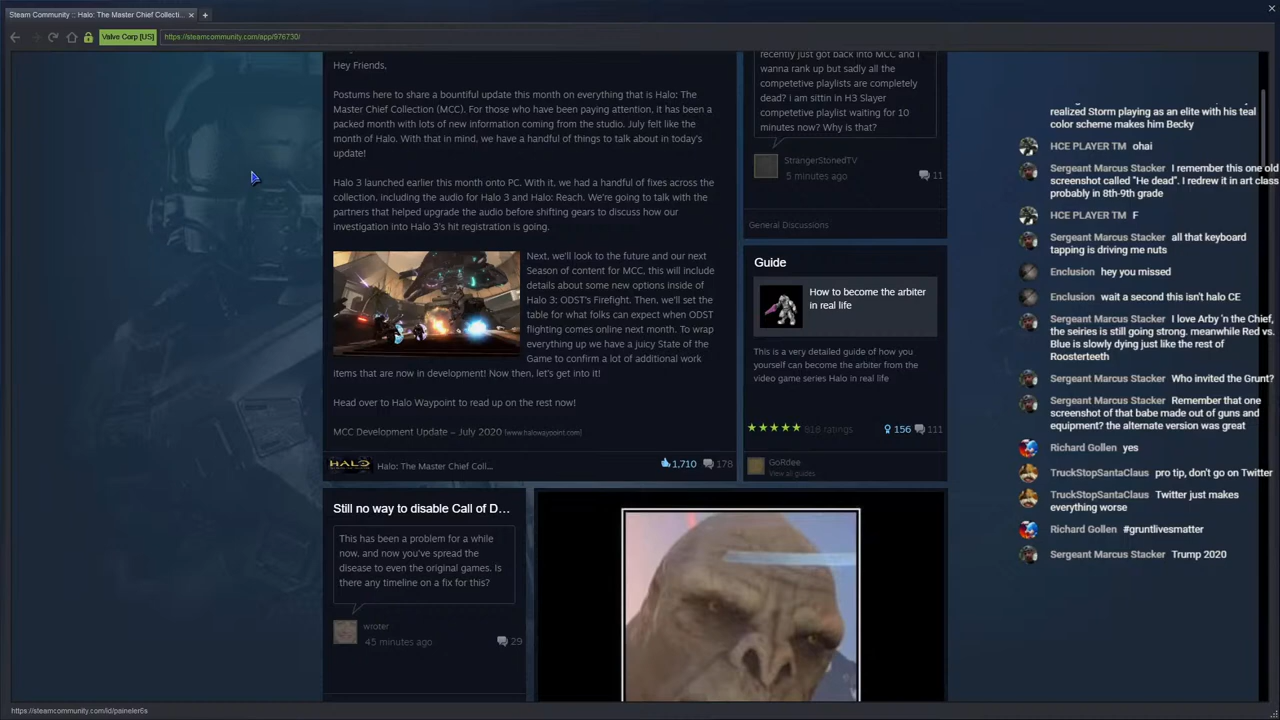 Steam Community :: Halo: The Master Chief Collecti...
Valve Corp [US]
https://steamcommunity.com/app/976730/
Hey Friends,
Postums here to share a bountiful update this month on everything that is Halo: The
Master Chief Collection (MCC). For those who have been paying attention, it has been a
packed month with lots of new information coming from the studio. July felt like the
month of Halo. With that in mind, we have a handful of things to talk about in today's
update!
Halo 3 launched earlier this month onto PC. With it, we had a handful of fixes across the
collection, including the audio for Halo 3 and Halo: Reach. We're going to talk with the
partners that helped upgrade the audio before shifting gears to discuss how our
investigation into Halo 3's hit registration is going.
Next, we'll look to the future and our next
Season of content for MCC, this will include
details about some new options inside of
Halo 3: ODST's Firefight. Then, we'll set the
table for what folks can expect when ODST
flighting comes online next month. To wrap
everything up we have a juicy State of the
Game to confirm a lot of additional work
items that are now in development! Now then, let's get into it!
Head over to Halo Waypoint to read up on the rest now!
MCC Development Update – July 2020 [www.halowaypoint.com]
HALO
Halo: The Master Chief Coll...
1,710
178
Still no way to disable Call of D...
This has been a problem for a while
now, and now you've spread the
disease to even the original games. Is
there any timeline on a fix for this?
wroter
45 minutes ago
29
recently just got back into MCC and i
wanna rank up but sadly all the
competetive playlists are completely
dead? i am sittin in H3 Slayer
competetive playlist waiting for 10
minutes now? Why is that?
StrangerStonedTV
5 minutes ago
11
General Discussions
Guide
How to become the arbiter
in real life
This is a very detailed guide of how you
yourself can become the arbiter from the
video game series Halo in real life
816 ratings
156
111
GoRdee
View all guides
realized Storm playing as an elite with his teal
color scheme makes him Becky
HCE PLAYER TM ohai
Sergeant Marcus Stacker I remember this one old
screenshot called "He dead". I redrew it in art class
probably in 8th-9th grade
HCE PLAYER TM F
Sergeant Marcus Stacker all that keyboard
tapping is driving me nuts
Enclusion hey you missed
Enclusion wait a second this isn't halo CE
Sergeant Marcus Stacker I love Arby 'n the Chief,
the seiries is still going strong. meanwhile Red vs.
Blue is slowly dying just like the rest of
Roosterteeth
Sergeant Marcus Stacker Who invited the Grunt?
Sergeant Marcus Stacker Remember that one
screenshot of that babe made out of guns and
equipment? the alternate version was great
Richard Gollen yes
TruckStopSantaClaus pro tip, don't go on Twitter
TruckStopSantaClaus Twitter just makes
everything worse
Richard Gollen #gruntlivesmatter
Sergeant Marcus Stacker Trump 2020
https://steamcommunity.com/id/paineler6s